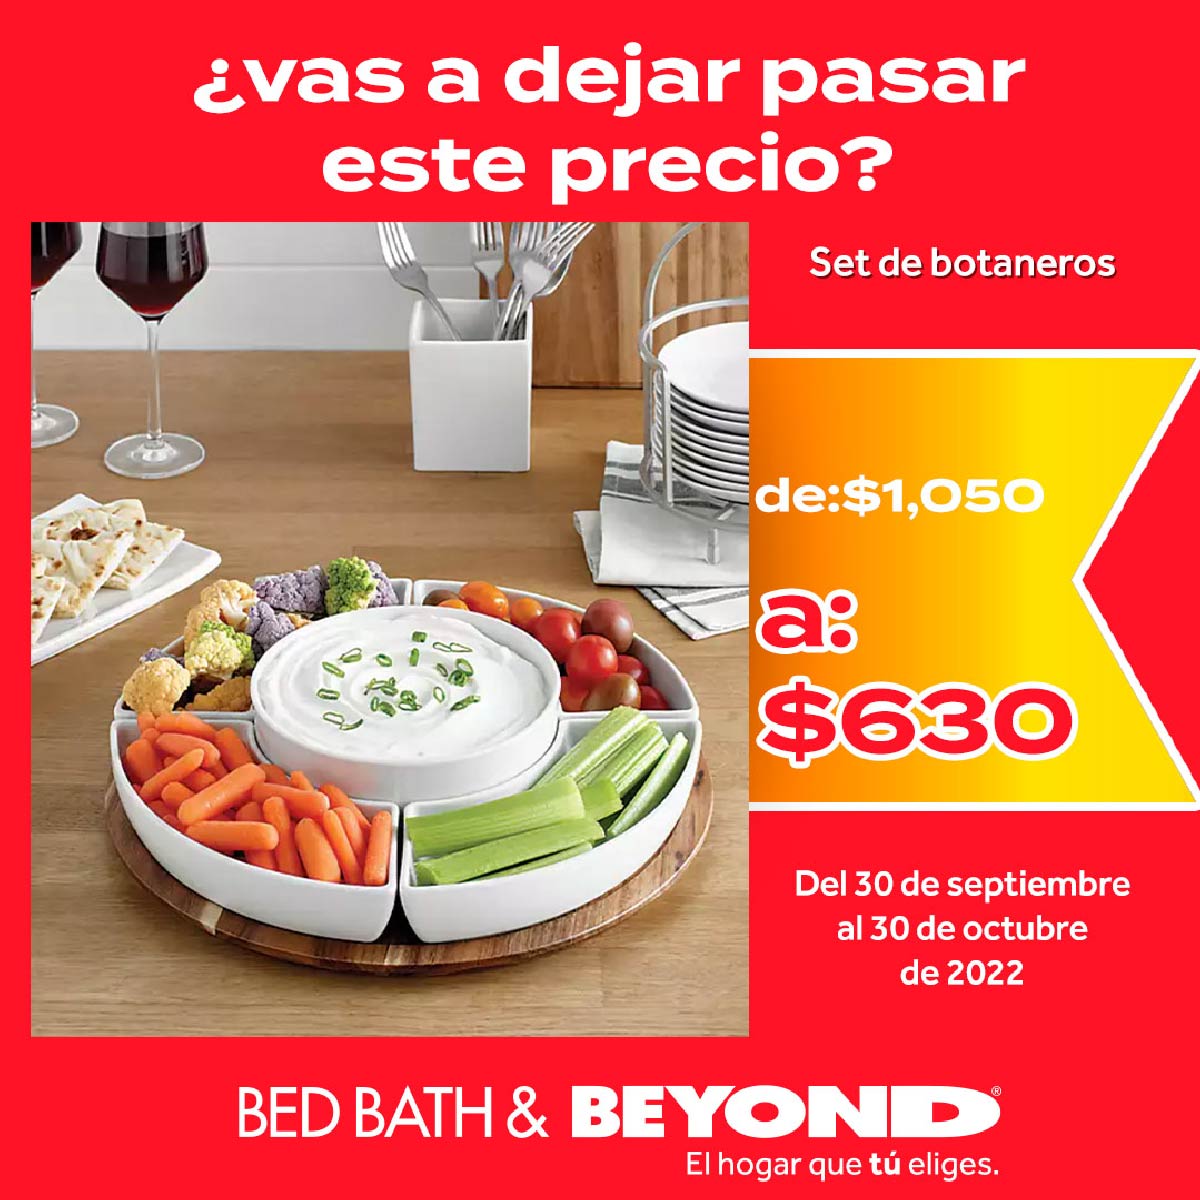 ¿vas a dejar pasar
este precio?
Set de botaneros
de:$1,050
a:
$630
Del 30 de septiembre
al 30 de octubre
de 2022
BED BATH & BEYOND®
El hogar que tú eliges.